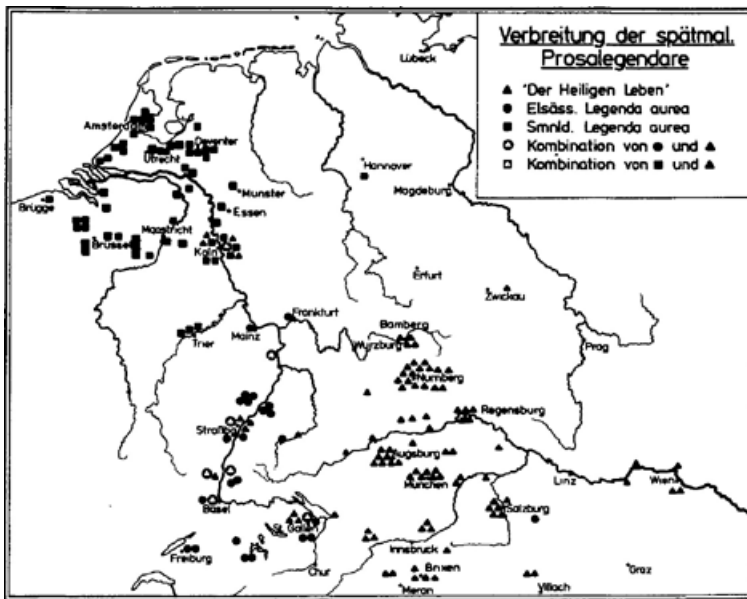 Verbreitung der spätmal.
Prosalegendare
▲ 'Der Heiligen Leben'
● Elsäss. Legenda aurea
■ Smnld. Legenda aurea
○ Kombination von ● und ▲
□ Kombination von ■ und ▲
Lübeck
Amsterdam
Deventer
Utrecht
Hannover
Magdeburg
Münster
Brügge
Essen
Maastricht
Brüssel
Köln
Erfurt
Zwickau
Frankfurt
Bamberg
Trier
Mainz
Würzburg
Prag
Nürnberg
Regensburg
Straßbg.
Augsburg
München
Linz
Wien
Basel
Salzburg
St. Gallen
Innsbruck
Freiburg
Chur
Brixen
Graz
Meran
Villach